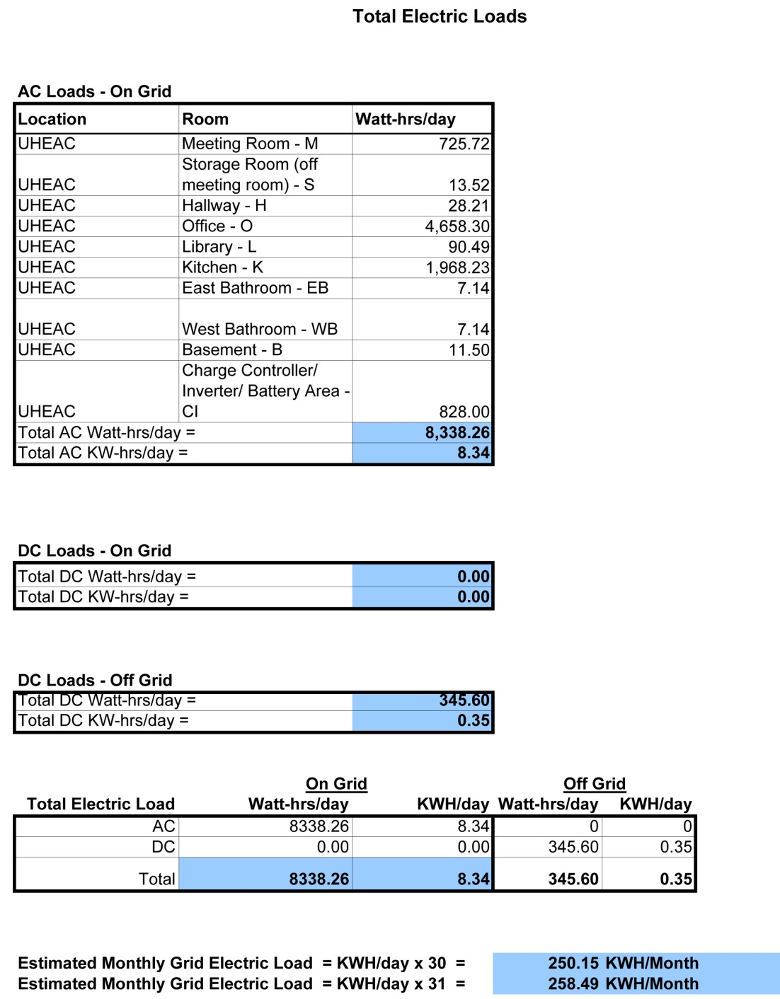 Total Electric Loads
AC Loads - On Grid
Location Room Watt-hrs/day
UHEAC Meeting Room - M 725.72
Storage Room (off
UHEAC meeting room) - S 13.52
UHEAC Hallway - H 28.21
UHEAC Office - O 4,658.30
UHEAC Library - L 90.49
UHEAC Kitchen - K 1,968.23
UHEAC East Bathroom - EB 7.14
UHEAC West Bathroom - WB 7.14
UHEAC Basement - B 11.50
Charge Controller/
Inverter/ Battery Area -
UHEAC CI 828.00
Total AC Watt-hrs/day = 8,338.26
Total AC KW-hrs/day = 8.34
DC Loads - On Grid
Total DC Watt-hrs/day = 0.00
Total DC KW-hrs/day = 0.00
DC Loads - Off Grid
Total DC Watt-hrs/day = 345.60
Total DC KW-hrs/day = 0.35
On Grid Off Grid
Total Electric Load Watt-hrs/day KWH/day Watt-hrs/day KWH/day
AC 8338.26 8.34 0 0
DC 0.00 0.00 345.60 0.35
Total 8338.26 8.34 345.60 0.35
Estimated Monthly Grid Electric Load = KWH/day x 30 = 250.15 KWH/Month
Estimated Monthly Grid Electric Load = KWH/day x 31 = 258.49 KWH/Month